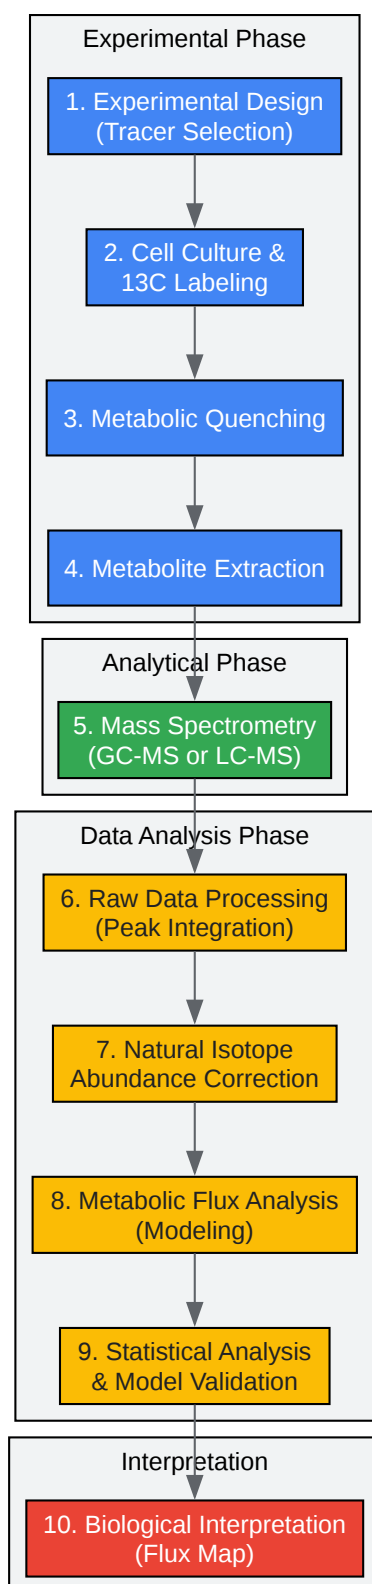 Experimental Phase
1. Experimental Design
(Tracer Selection)
2. Cell Culture &
13C Labeling
3. Metabolic Quenching
4. Metabolite Extraction
Analytical Phase
5. Mass Spectrometry
(GC-MS or LC-MS)
Data Analysis Phase
6. Raw Data Processing
(Peak Integration)
7. Natural Isotope
Abundance Correction
8. Metabolic Flux Analysis
(Modeling)
9. Statistical Analysis
& Model Validation
Interpretation
10. Biological Interpretation
(Flux Map)